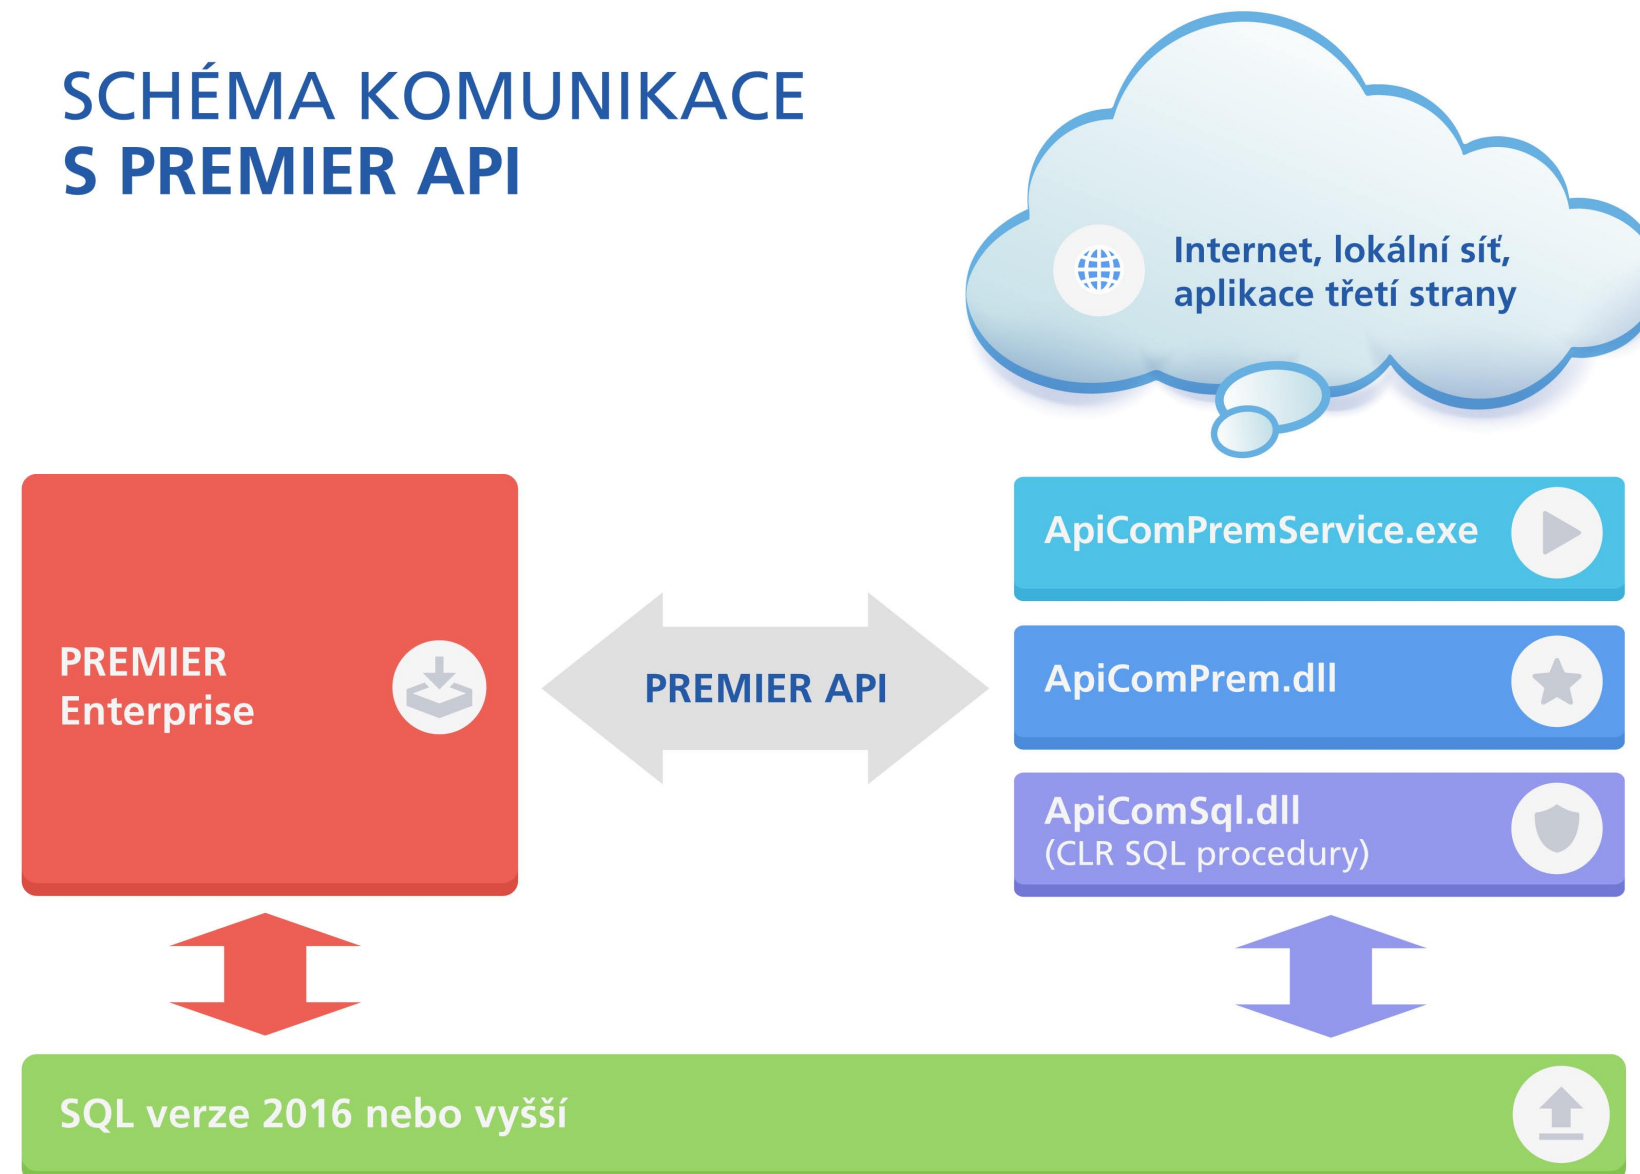 SCHÉMA KOMUNIKACE
S PREMIER API
Internet, lokální síť,
aplikace třetí strany
PREMIER
Enterprise
PREMIER API
ApiComPremService.exe
ApiComPrem.dll
ApiComSql.dll
(CLR SQL procedury)
SQL verze 2016 nebo vyšší